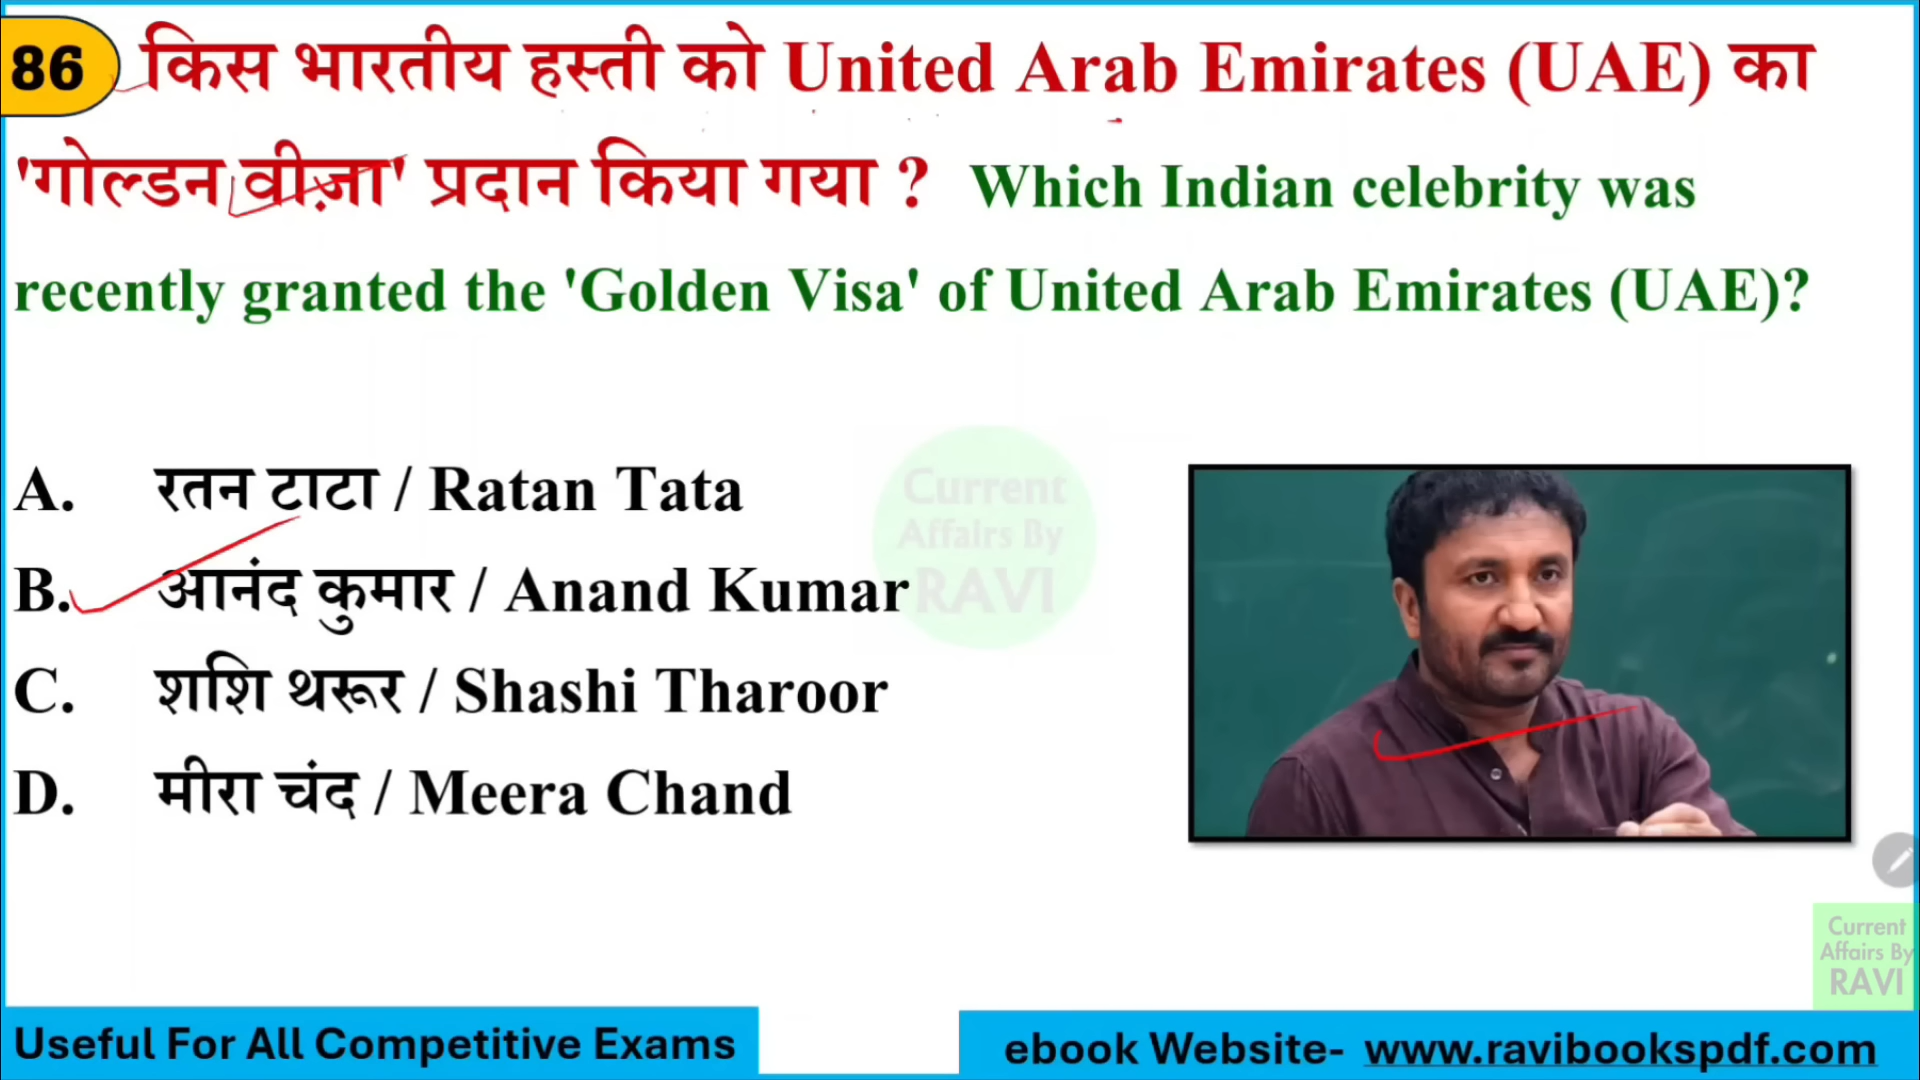 86
किस भारतीय हस्ती को United Arab Emirates (UAE) का
'गोल्डन वीज़ा' प्रदान किया गया ? Which Indian celebrity was
recently granted the 'Golden Visa' of United Arab Emirates (UAE)?
A. रतन टाटा / Ratan Tata
B. आनंद कुमार / Anand Kumar
C. शशि थरूर / Shashi Tharoor
D. मीरा चंद / Meera Chand
Current
Affairs By
RAVI
Current
Affairs By
RAVI
Useful For All Competitive Exams
ebook Website- www.ravibookspdf.com